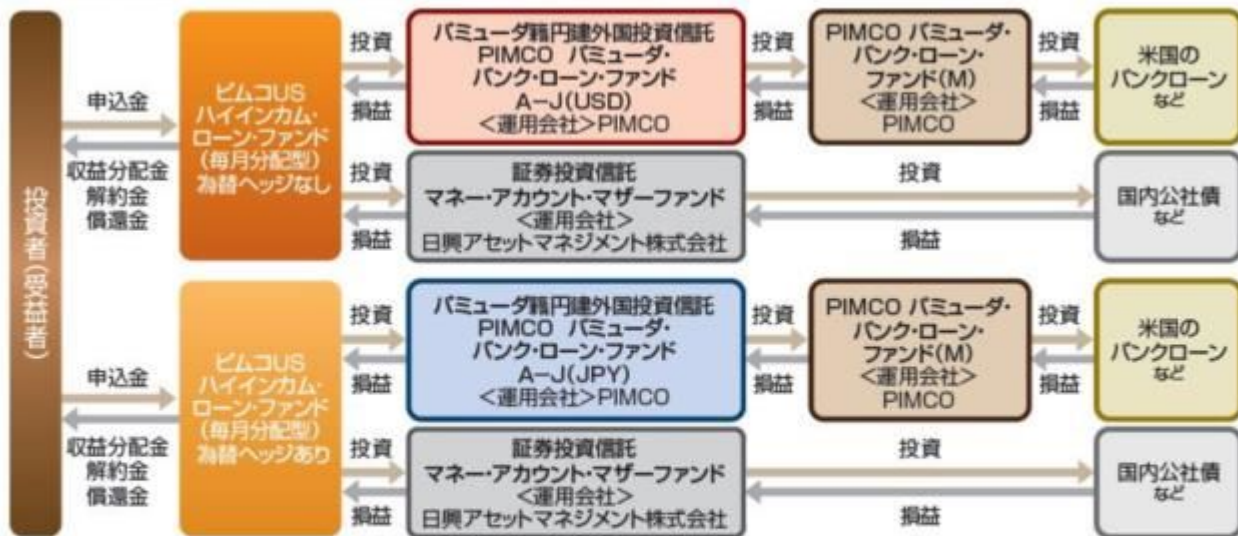 投資者(受益者)
申込金
収益分配金
解約金
償還金
ピムコUS
ハイインカム・
ローン・ファンド
(毎月分配型)
為替ヘッジなし
投資
損益
バミューダ籍円建外国投資信託
PIMCO バミューダ・
バンク・ローン・ファンド
A-J(USD)
<運用会社>PIMCO
投資
損益
PIMCO バミューダ・
バンク・ローン・
ファンド(M)
<運用会社>
PIMCO
投資
損益
米国の
バンクローン
など
投資
損益
証券投資信託
マネー・アカウント・マザーファンド
<運用会社>
日興アセットマネジメント株式会社
投資
損益
国内公社債
など
申込金
収益分配金
解約金
償還金
ピムコUS
ハイインカム・
ローン・ファンド
(毎月分配型)
為替ヘッジあり
投資
損益
バミューダ籍円建外国投資信託
PIMCO バミューダ・
バンク・ローン・ファンド
A-J(JPY)
<運用会社>PIMCO
投資
損益
PIMCO バミューダ・
バンク・ローン・
ファンド(M)
<運用会社>
PIMCO
投資
損益
米国の
バンクローン
など
投資
損益
証券投資信託
マネー・アカウント・マザーファンド
<運用会社>
日興アセットマネジメント株式会社
投資
損益
国内公社債
など